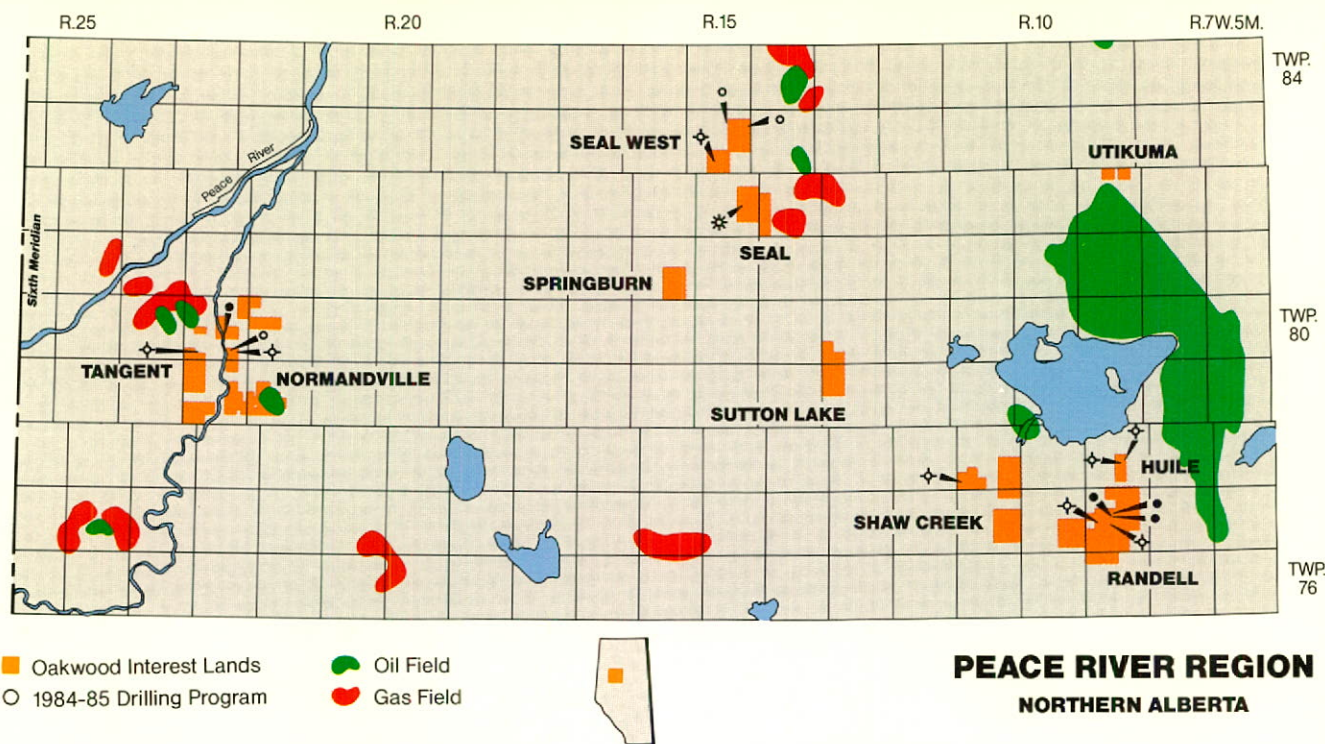 R.25 R.20 R.15 R.10 R.7W.5M.
TWP.
84
SEAL WEST
UTIKUMA
Peace River
Sixth Meridian
SEAL
SPRINGBURN
TWP.
80
TANGENT
NORMANDVILLE
SUTTON LAKE
HUILE
SHAW CREEK
RANDELL
TWP.
76
Oakwood Interest Lands
Oil Field
1984-85 Drilling Program
Gas Field
PEACE RIVER REGION
NORTHERN ALBERTA